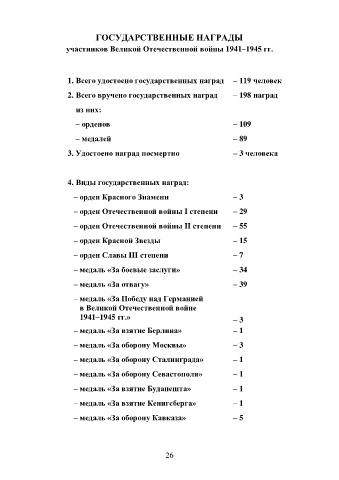 ГОСУДАРСТВЕННЫЕ НАГРАДЫ
участников Великой Отечественной войны 1941–1945 гг.
1. Всего удостоено государственных наград – 119 человек
2. Всего вручено государственных наград – 198 наград
из них:
– орденов – 109
– медалей – 89
3. Удостоено наград посмертно – 3 человека
4. Виды государственных наград:
– орден Красного Знамени – 3
– орден Отечественной войны I степени – 29
– орден Отечественной войны II степени – 55
– орден Красной Звезды – 15
– орден Славы III степени – 7
– медаль «За боевые заслуги» – 34
– медаль «За отвагу» – 39
– медаль «За Победу над Германией
в Великой Отечественной войне
1941–1945 гг.» – 3
– медаль «За взятие Берлина» – 1
– медаль «За оборону Москвы» – 3
– медаль «За оборону Сталинграда» – 1
– медаль «За оборону Севастополя» – 1
– медаль «За взятие Будапешта» – 1
– медаль «За взятие Кенигсберга» – 1
– медаль «За оборону Кавказа» – 5
26